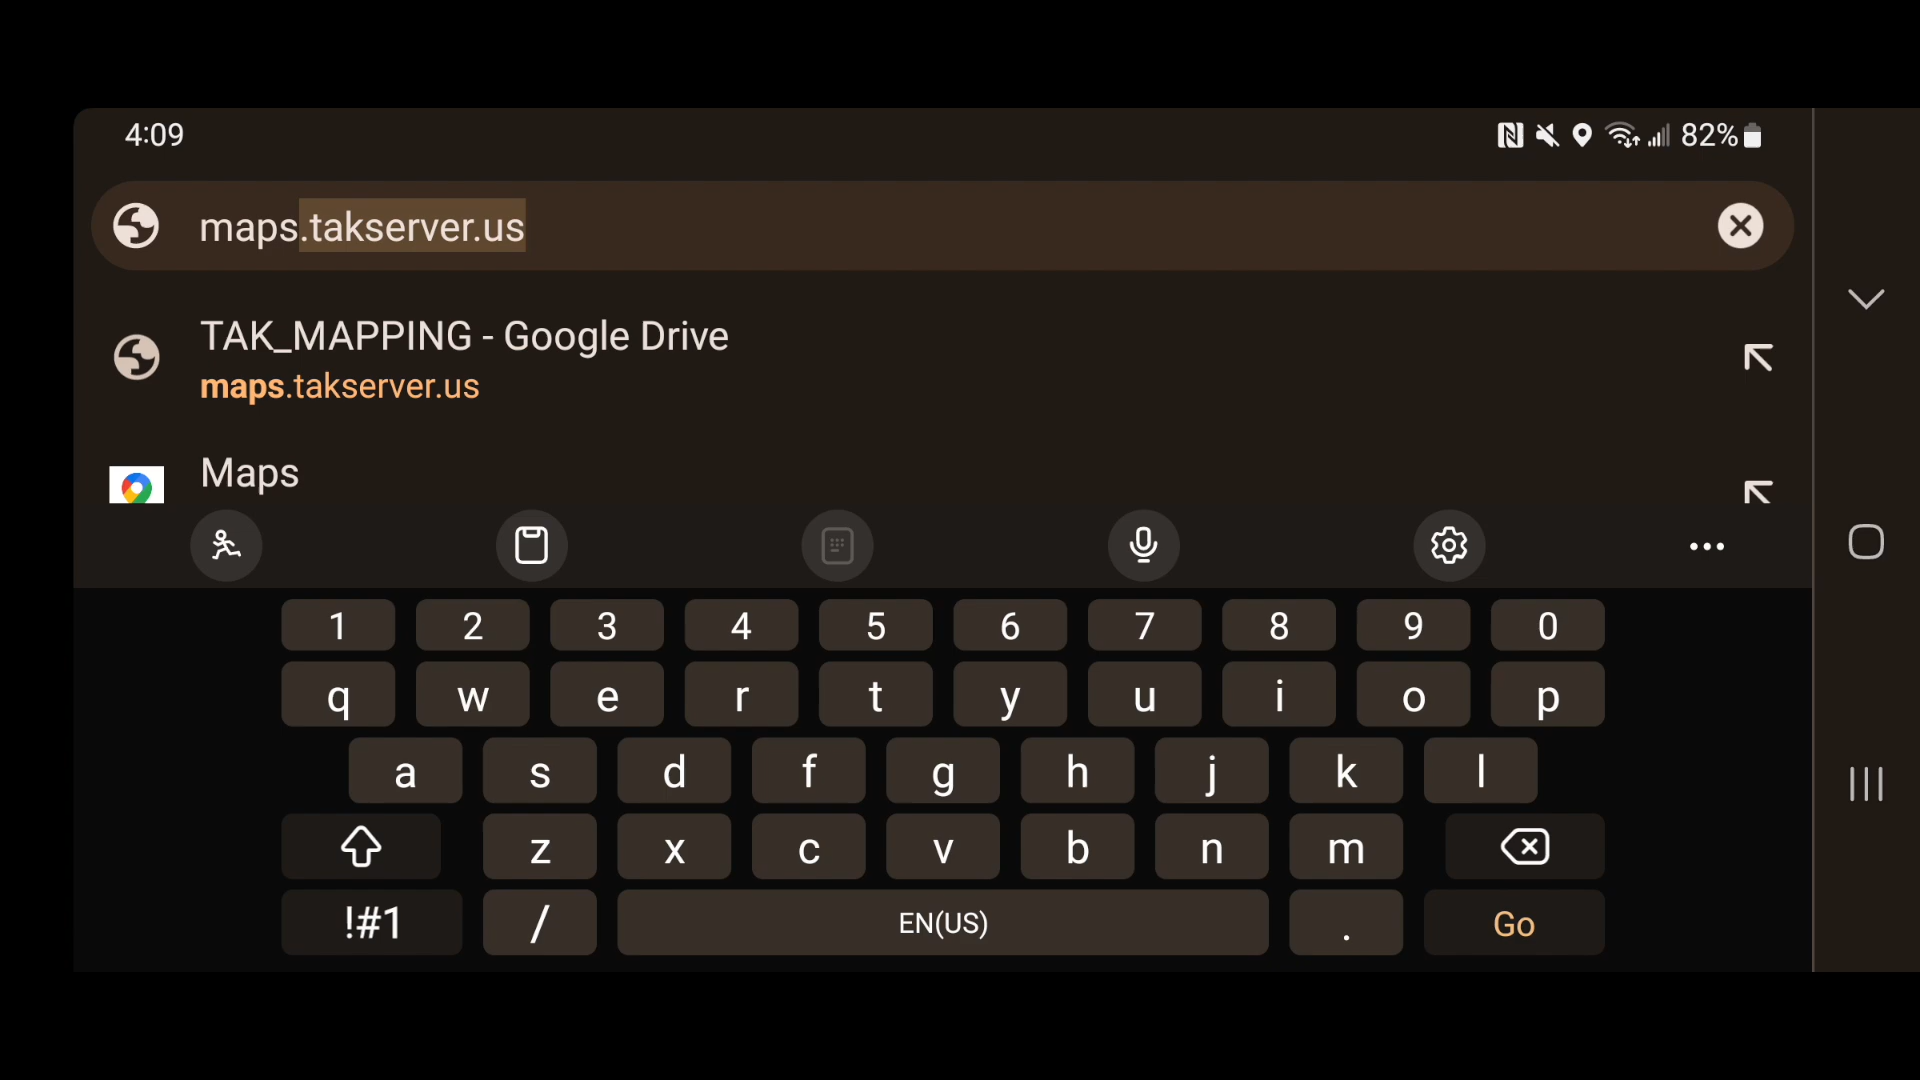 4:09
82%
maps.takserver.us
TAK_MAPPING - Google Drive
maps.takserver.us
Maps
1 2 3 4 5 6 7 8 9 0
q w e r t y u i o p
a s d f g h j k l
z x c v b n m
!#1 / EN(US) . Go